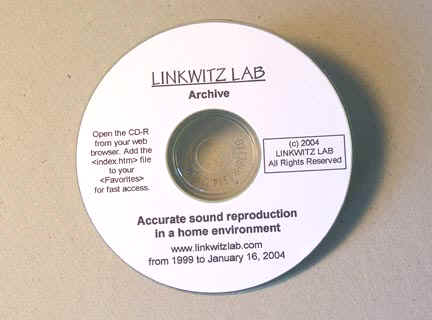 LINKWITZ LAB
Archive
Open the CD-R
from your web
browser. Add the
<index.htm> file
to your
<Favorites>
for fast access.
(c) 2004
LINKWITZ LAB
All Rights Reserved
Accurate sound reproduction
in a home environment
www.linkwitzlab.com
from 1999 to January 16, 2004